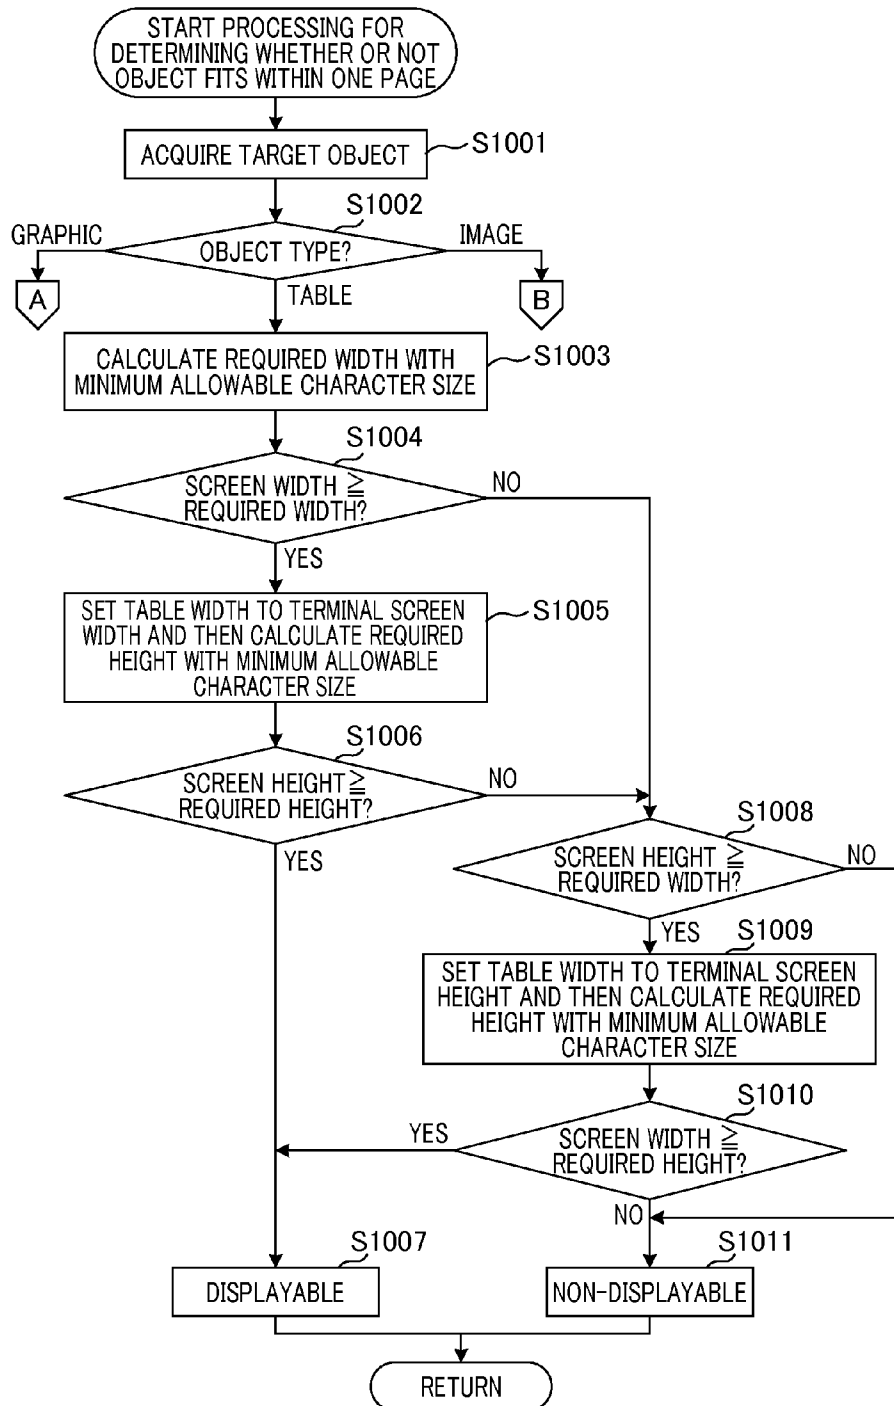 START PROCESSING FOR
DETERMINING WHETHER OR NOT
OBJECT FITS WITHIN ONE PAGE
ACQUIRE TARGET OBJECT
S1001
S1002
GRAPHIC
OBJECT TYPE?
IMAGE
A
B
TABLE
CALCULATE REQUIRED WIDTH WITH
MINIMUM ALLOWABLE CHARACTER SIZE
S1003
S1004
SCREEN WIDTH ≧
REQUIRED WIDTH?
NO
YES
SET TABLE WIDTH TO TERMINAL SCREEN
WIDTH AND THEN CALCULATE REQUIRED
HEIGHT WITH MINIMUM ALLOWABLE
CHARACTER SIZE
S1005
S1006
SCREEN HEIGHT ≧
REQUIRED HEIGHT?
NO
YES
S1008
SCREEN HEIGHT ≧
REQUIRED WIDTH?
NO
YES
S1009
SET TABLE WIDTH TO TERMINAL SCREEN
HEIGHT AND THEN CALCULATE REQUIRED
HEIGHT WITH MINIMUM ALLOWABLE
CHARACTER SIZE
S1010
SCREEN WIDTH ≧
REQUIRED HEIGHT?
YES
NO
S1007
DISPLAYABLE
S1011
NON-DISPLAYABLE
RETURN